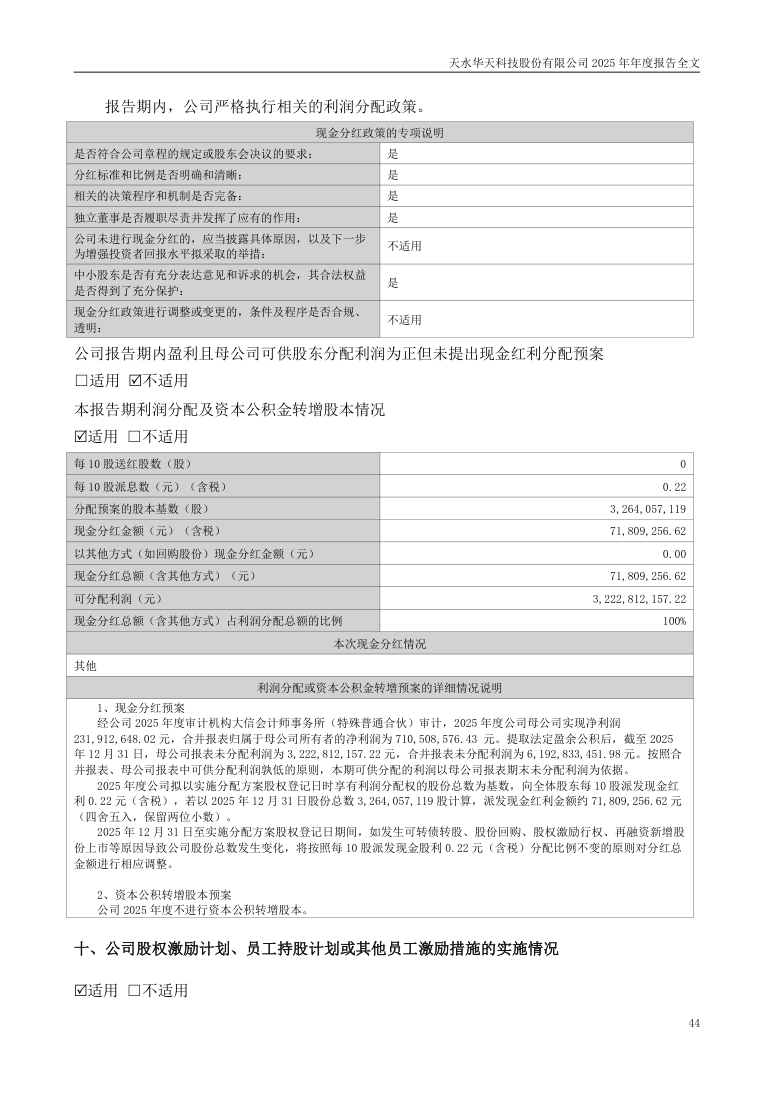 天水华天科技股份有限公司 2025 年年度报告全文
报告期内，公司严格执行相关的利润分配政策。
现金分红政策的专项说明
是否符合公司章程的规定或股东会决议的要求： 是
分红标准和比例是否明确和清晰： 是
相关的决策程序和机制是否完备： 是
独立董事是否履职尽责并发挥了应有的作用： 是
公司未进行现金分红的，应当披露具体原因，以及下一步
为增强投资者回报水平拟采取的举措： 不适用
中小股东是否有充分表达意见和诉求的机会，其合法权益
是否得到了充分保护： 是
现金分红政策进行调整或变更的，条件及程序是否合规、
透明： 不适用
公司报告期内盈利且母公司可供股东分配利润为正但未提出现金红利分配预案
□适用 ☑不适用
本报告期利润分配及资本公积金转增股本情况
☑适用 □不适用
每 10 股送红股数（股） 0
每 10 股派息数（元）（含税） 0.22
分配预案的股本基数（股） 3,264,057,119
现金分红金额（元）（含税） 71,809,256.62
以其他方式（如回购股份）现金分红金额（元） 0.00
现金分红总额（含其他方式）（元） 71,809,256.62
可分配利润（元） 3,222,812,157.22
现金分红总额（含其他方式）占利润分配总额的比例 100%
本次现金分红情况
其他
利润分配或资本公积金转增预案的详细情况说明
1、现金分红预案
经公司 2025 年度审计机构大信会计师事务所（特殊普通合伙）审计，2025 年度公司母公司实现净利润
231,912,648.02 元，合并报表归属于母公司所有者的净利润为 710,508,576.43 元。提取法定盈余公积后，截至 2025
年 12 月 31 日，母公司报表未分配利润为 3,222,812,157.22 元，合并报表未分配利润为 6,192,833,451.98 元。按照合
并报表、母公司报表中可供分配利润孰低的原则，本期可供分配的利润以母公司报表期末未分配利润为依据。
2025 年度公司拟以实施分配方案股权登记日时享有利润分配权的股份总数为基数，向全体股东每 10 股派发现金红
利 0.22 元（含税），若以 2025 年 12 月 31 日股份总数 3,264,057,119 股计算，派发现金红利金额约 71,809,256.62 元
（四舍五入，保留两位小数）。
2025 年 12 月 31 日至实施分配方案股权登记日期间，如发生可转债转股、股份回购、股权激励行权、再融资新增股
份上市等原因导致公司股份总数发生变化，将按照每 10 股派发现金股利 0.22 元（含税）分配比例不变的原则对分红总
金额进行相应调整。
2、资本公积转增股本预案
公司 2025 年度不进行资本公积转增股本。
十、公司股权激励计划、员工持股计划或其他员工激励措施的实施情况
☑适用 □不适用
44